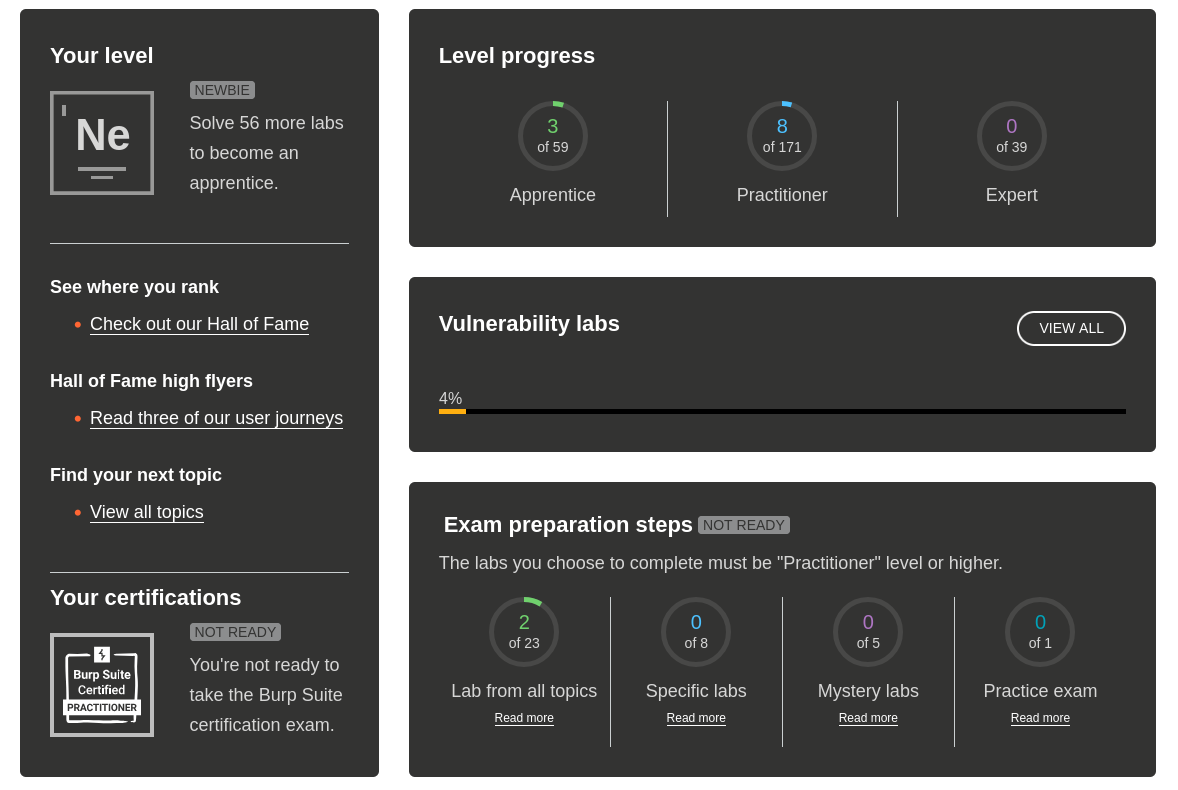 Your level
Ne
NEWBIE
Solve 56 more labs
to become an
apprentice.
See where you rank
Check out our Hall of Fame
Hall of Fame high flyers
Read three of our user journeys
Find your next topic
View all topics
Your certifications
Burp Suite
Certified
PRACTITIONER
NOT READY
You're not ready to
take the Burp Suite
certification exam.
Level progress
3
of 59
Apprentice
8
of 171
Practitioner
0
of 39
Expert
Vulnerability labs
VIEW ALL
4%
Exam preparation steps NOT READY
The labs you choose to complete must be "Practitioner" level or higher.
2
of 23
Lab from all topics
Read more
0
of 8
Specific labs
Read more
0
of 5
Mystery labs
Read more
0
of 1
Practice exam
Read more